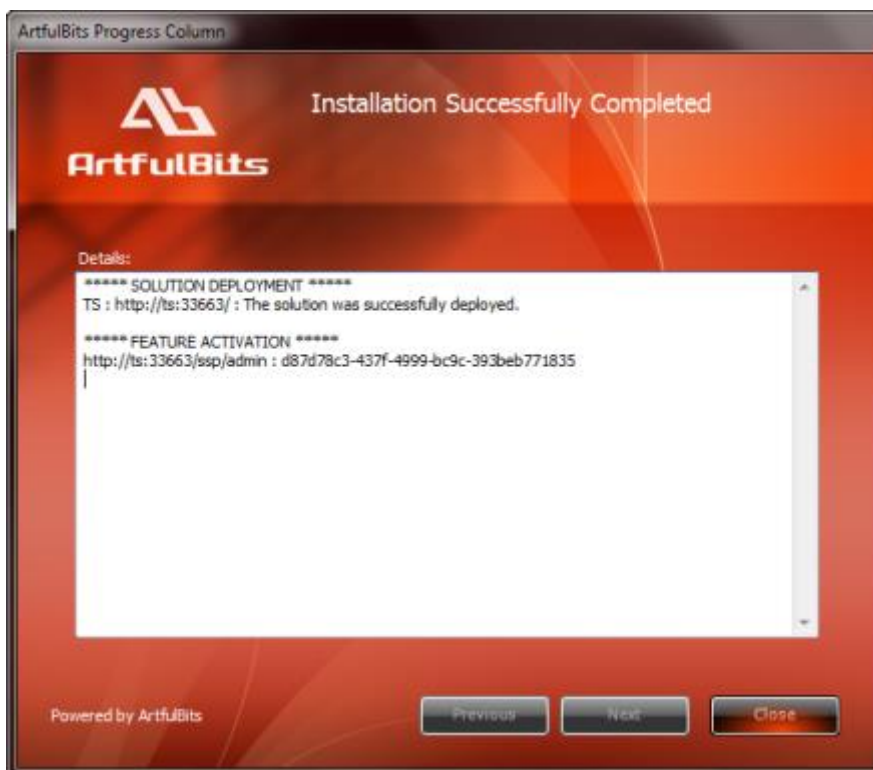 ArtfulBits Progress Column
Installation Successfully Completed
ArtfulBits
Details:
***** SOLUTION DEPLOYMENT *****
TS : http://ts:33663/ : The solution was successfully deployed.
***** FEATURE ACTIVATION *****
http://ts:33663/ssp/admin : d87d78c3-437f-4999-bc9c-393beb771835
Powered by ArtfulBits
Previous
Next
Close